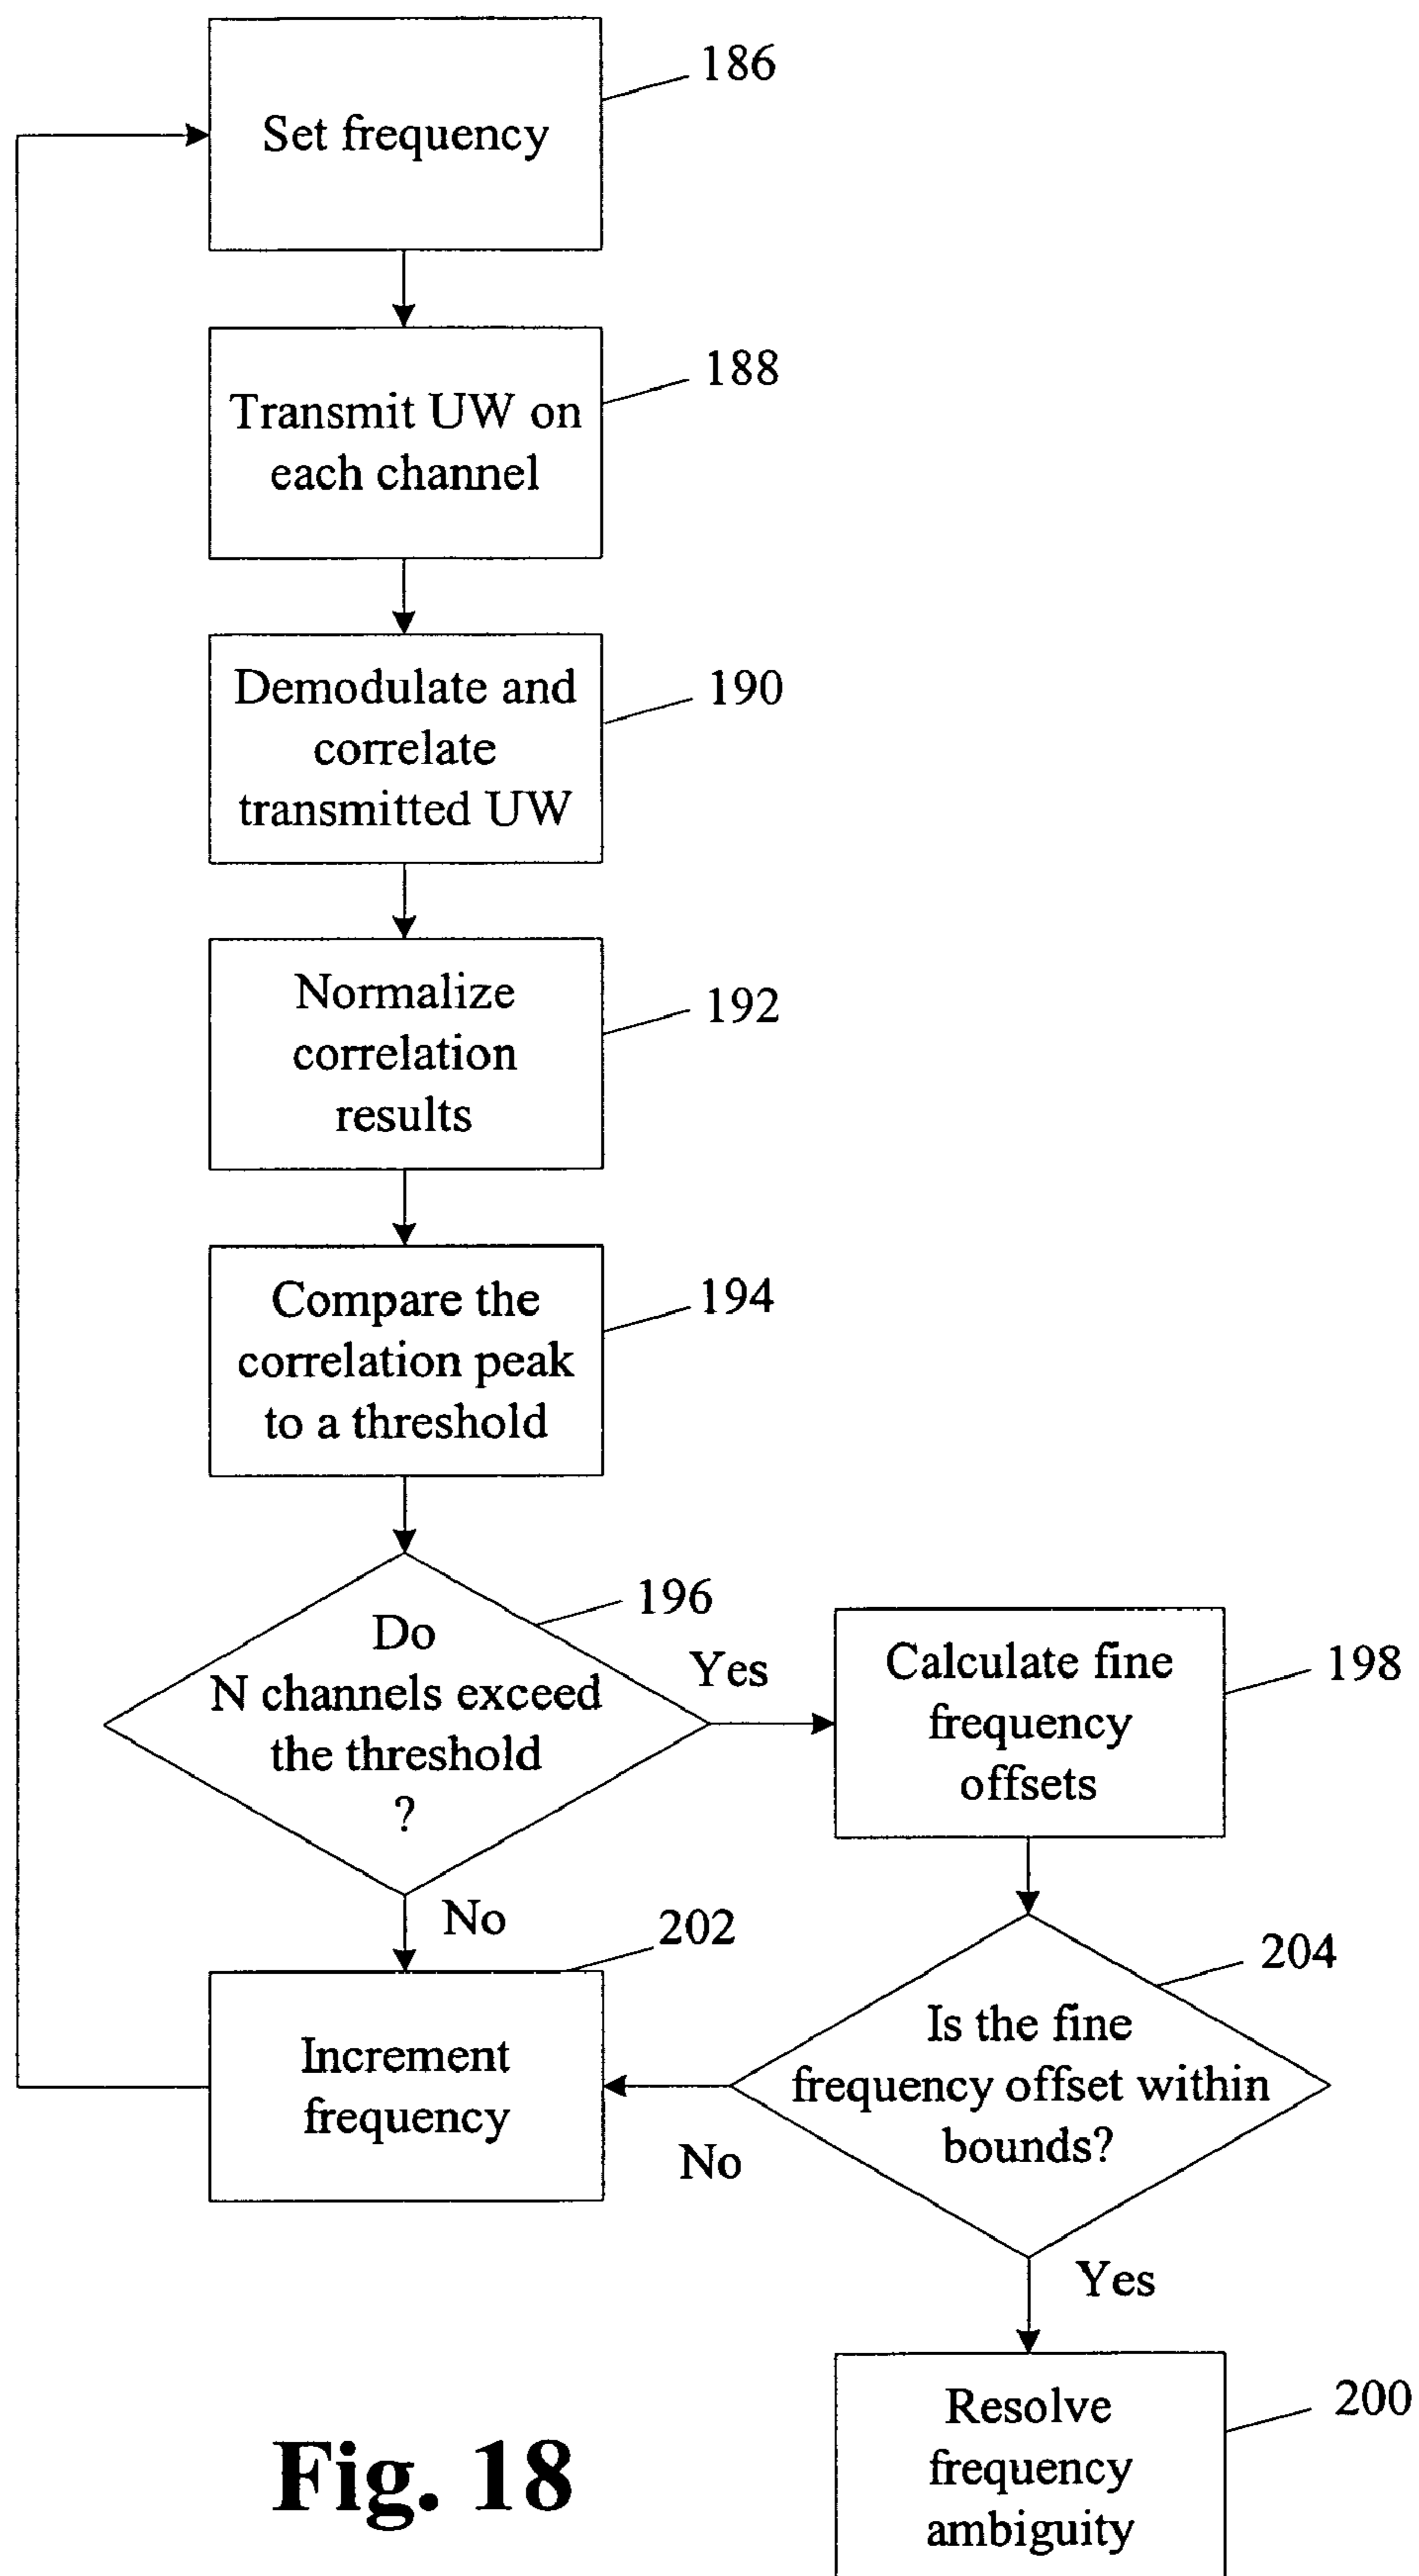 Set frequency
186
Transmit UW on
each channel
188
Demodulate and
correlate
transmitted UW
190
Normalize
correlation
results
192
Compare the
correlation peak
to a threshold
194
Do
N channels exceed
the threshold
?
196
Yes
No
Calculate fine
frequency
offsets
198
Increment
frequency
202
Is the fine
frequency offset within
bounds?
204
No
Yes
Resolve
frequency
ambiguity
200
Fig. 18